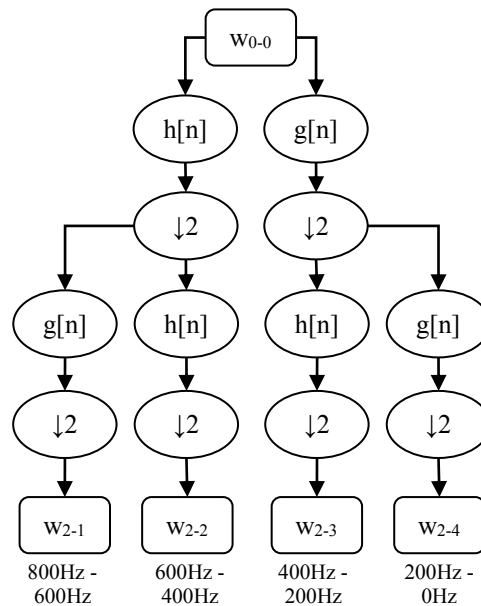 W0-0
h[n] g[n]
↓2 ↓2
g[n] h[n] h[n] g[n]
↓2 ↓2 ↓2 ↓2
W2-1 W2-2 W2-3 W2-4
800Hz - 600Hz - 400Hz - 200Hz -
600Hz 400Hz 200Hz 0Hz